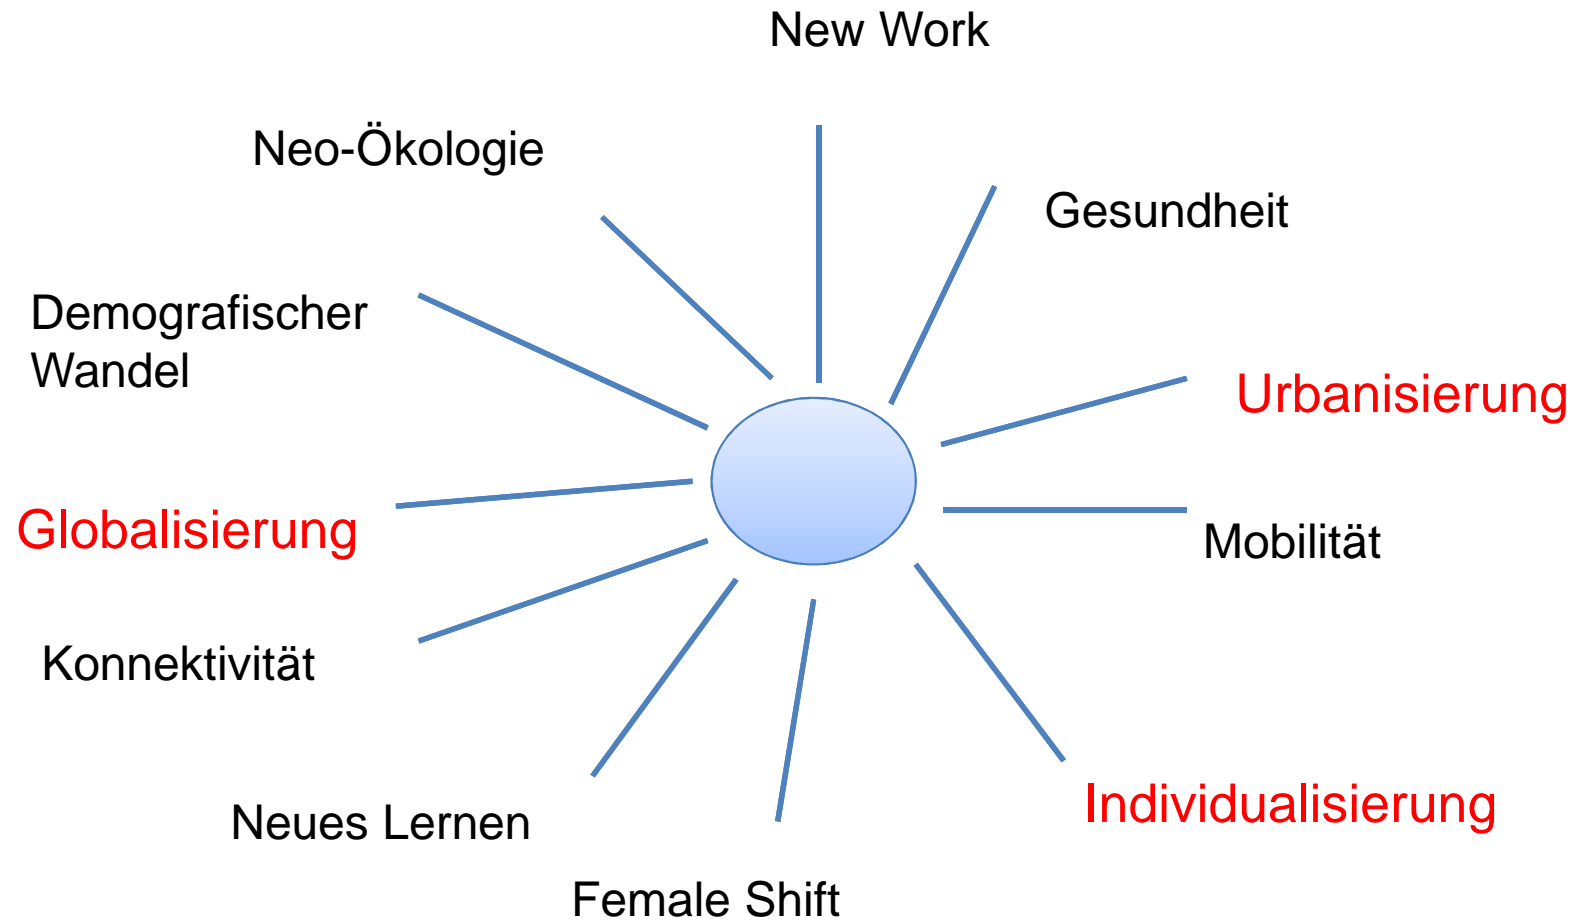 New Work
Neo-Ökologie
Gesundheit
Demografischer
Wandel
Urbanisierung
Globalisierung
Mobilität
Konnektivität
Individualisierung
Neues Lernen
Female Shift